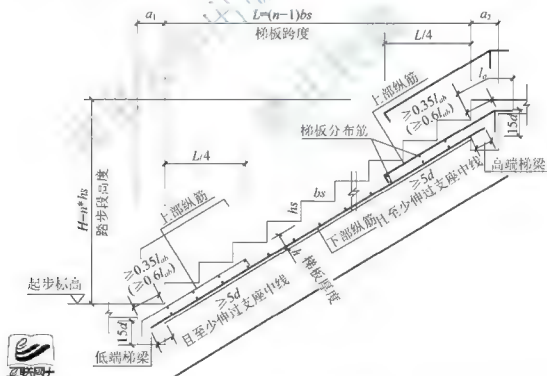 a₁
L=(n−1)bs
a₂
梯板跨度
L/4
lₐ
上部纵筋
≥0.35lab
(≥0.6lab)
15d
梯板分布筋
高端梯梁
H=n*hs
踏步段高度
L/4
bs
hs
≥5d
且至少伸过支座中线
下部纵筋
上部纵筋
h
梯板厚度
≥0.35lab
(≥0.6lab)
≥5d
且至少伸过支座中线
起步标高
15d
低端梯梁